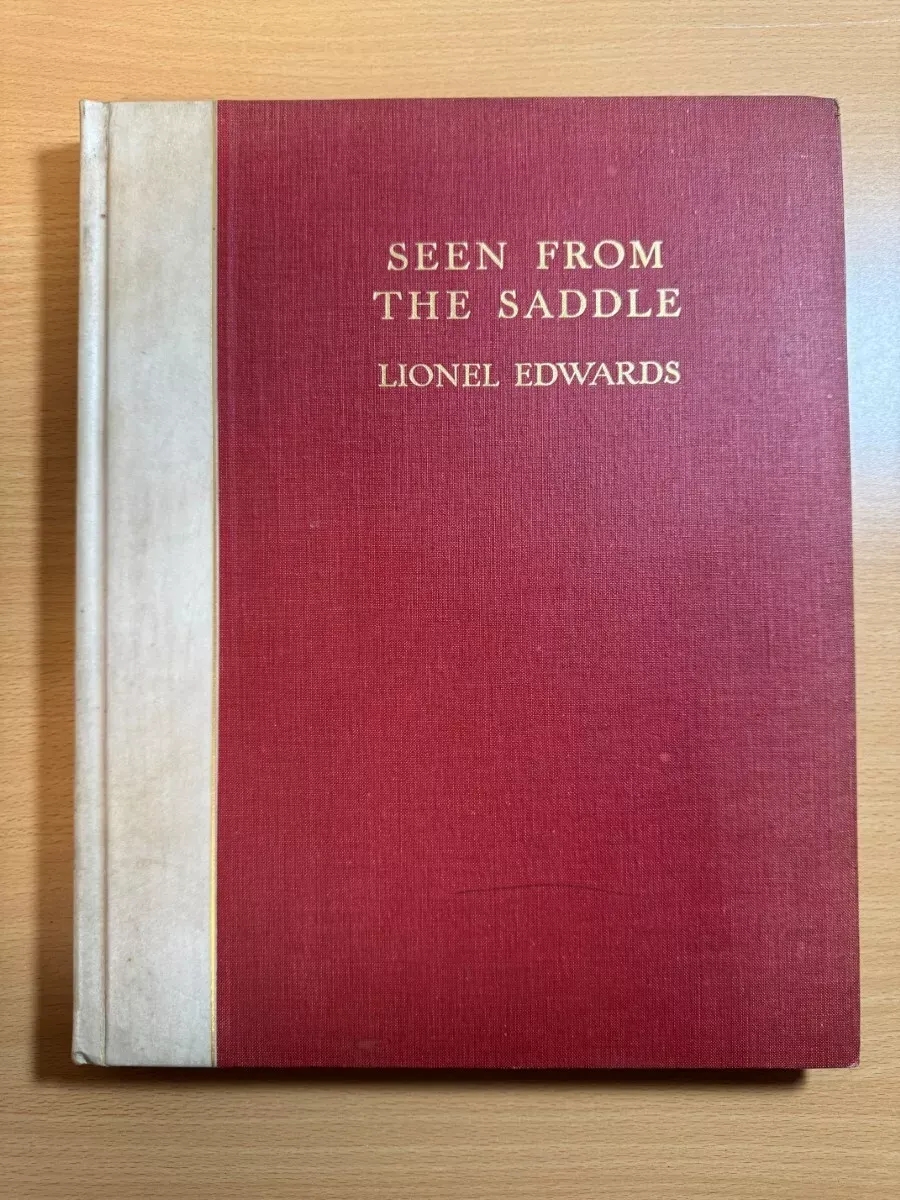 SEEN FROM
THE SADDLE
LIONEL EDWARDS